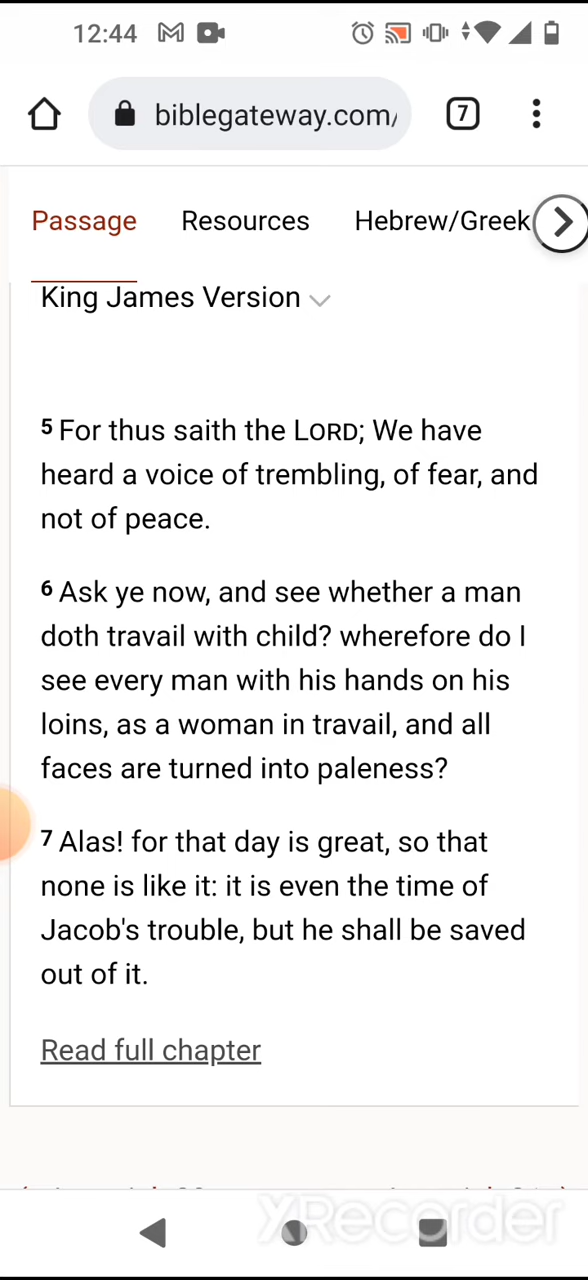 12:44
biblegateway.com/
7
Passage Resources Hebrew/Greek
King James Version
5 For thus saith the LORD; We have
heard a voice of trembling, of fear, and
not of peace.
6 Ask ye now, and see whether a man
doth travail with child? wherefore do I
see every man with his hands on his
loins, as a woman in travail, and all
faces are turned into paleness?
7 Alas! for that day is great, so that
none is like it: it is even the time of
Jacob's trouble, but he shall be saved
out of it.
Read full chapter
XRecorder